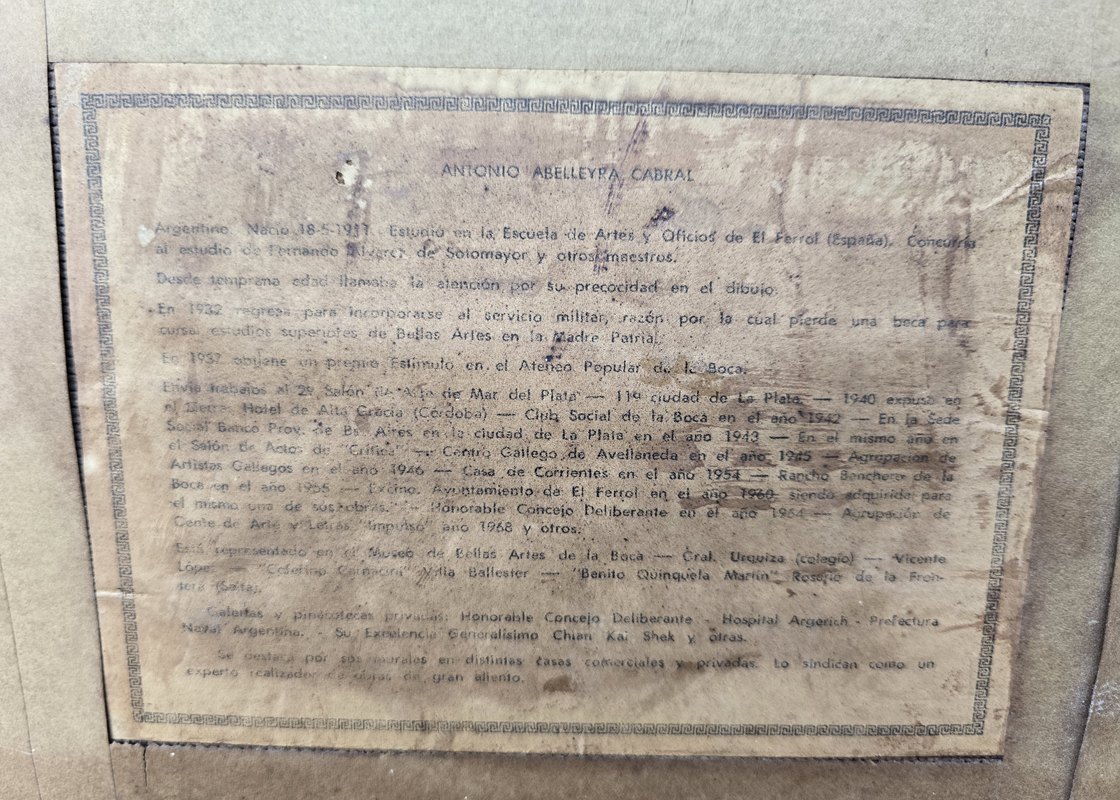 ANTONIO ABELLEYRA CABRAL
Argentino. Nació 18-5-1911. Estudió en la Escuela de Artes y Oficios de El Ferrol (España). Concurría
al estudio de Fernando Alvarez de Sotomayor y otros maestros.
Desde temprana edad llamaba la atención por su precocidad en el dibujo.
En 1932 regresa para incorporarse al servicio militar, razón por la cual pierde una beca para
cursar estudios superiores de Bellas Artes en la Madre Patria.
En 1937 obtiene un premio Estímulo en el Ateneo Popular de la Boca.
Envía trabajos al 2º Salón de Arte de Mar del Plata — 11º ciudad de La Plata. — 1940 expuso en
el Sierras Hotel de Alta Gracia (Córdoba) — Club Social de la Boca en el año 1942 — En la Sede
Social Banco Prov. de Bs. Aires en la ciudad de La Plata en el año 1943 — En el mismo año en
el Salón de Actos de "Crítica" — Centro Gallego de Avellaneda en el año 1945 — Agrupación de
Artistas Gallegos en el año 1946 — Casa de Corrientes en el año 1954 — Rancho Banchero de la
Boca en el año 1955 — Excmo. Ayuntamiento de El Ferrol en el año 1960 siendo adquirida para
el mismo una de sus obras. — Honorable Concejo Deliberante en el año 1964 — Agrupación de
Gente de Arte y Letras "Impulso" año 1968 y otros.
Está representado en el Museo de Bellas Artes de la Boca — Gral. Urquiza (colegio) — Vicente
López — "Ceferino" Villa Ballester — "Benito Quinquela Martín" Rosario de la Fron-
tera (Salta).
Galerías y pinacotecas privadas: Honorable Concejo Deliberante - Hospital Argerich - Prefectura
Naval Argentina. - Su Excelencia Generalísimo Chian Kai Shek y otras.
Se destaca por sus murales en distintas casas comerciales y privadas. Lo sindican como un
experto realizador de obras de gran aliento.